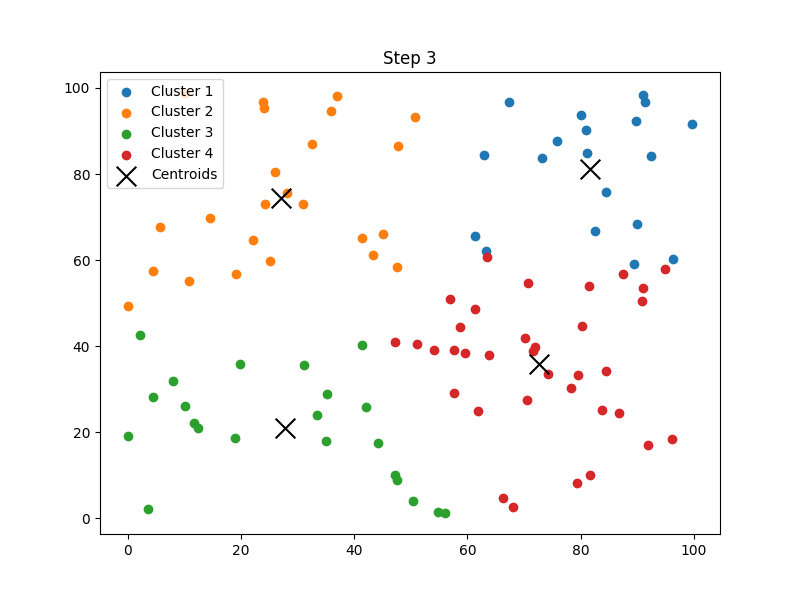 Step 3
Cluster 1
Cluster 2
Cluster 3
Cluster 4
Centroids
100
80
60
40
20
0
0 20 40 60 80 100